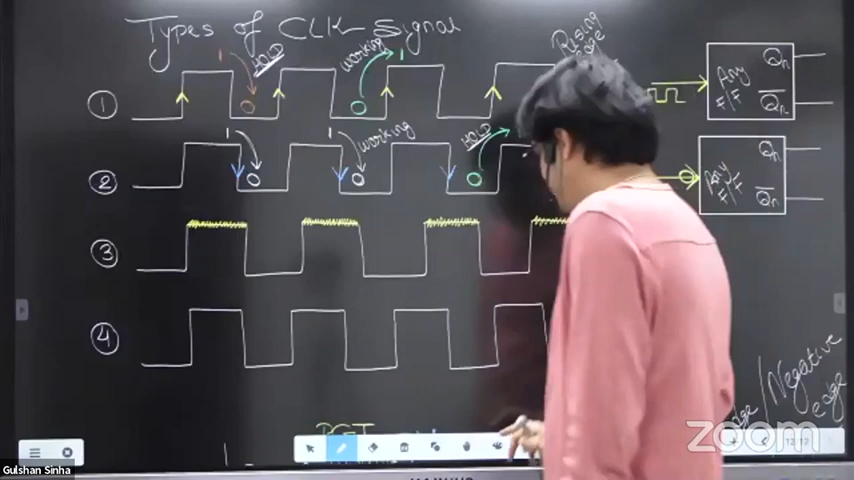 Types of CLK Signal
1
HOLD
working
1
Rising
edge
①
0
0
Any
F/F
Qn
Qn
1
1
working
HOLD
②
0
0
0
Any
F/F
Qn
Qn
③
④
Negative
edge
edge
zoom
Gulshan Sinha